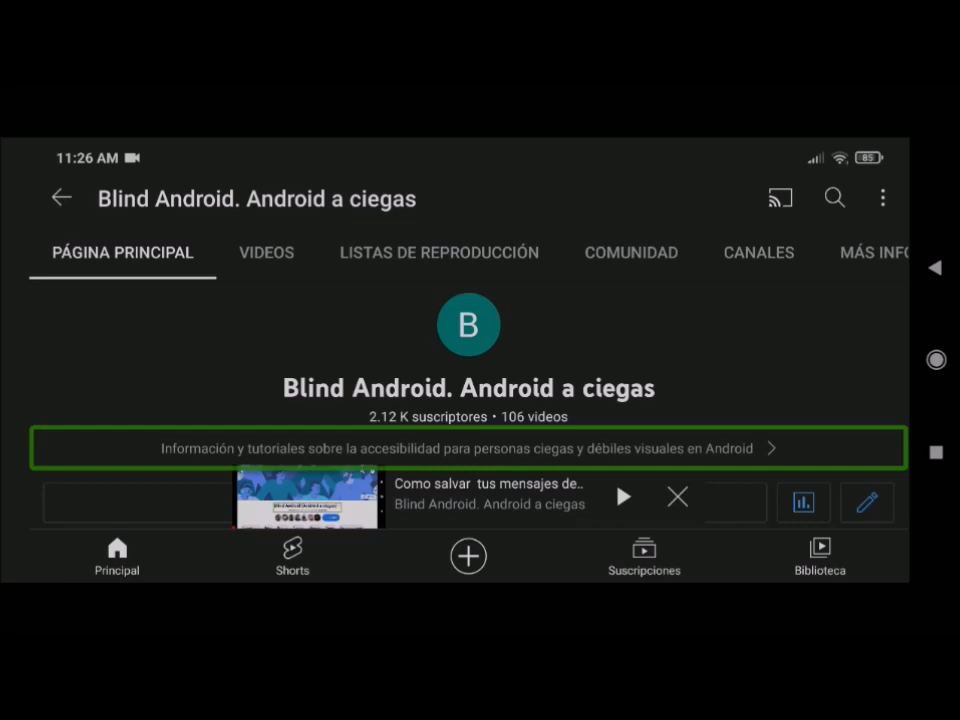 11:26 AM
85
Blind Android. Android a ciegas
PÁGINA PRINCIPAL VIDEOS LISTAS DE REPRODUCCIÓN COMUNIDAD CANALES MÁS INFO
B
Blind Android. Android a ciegas
2.12 K suscriptores • 106 videos
Información y tutoriales sobre la accesibilidad para personas ciegas y débiles visuales en Android
Como salvar tus mensajes de..
Blind Android. Android a ciegas
Principal Shorts Suscripciones Biblioteca